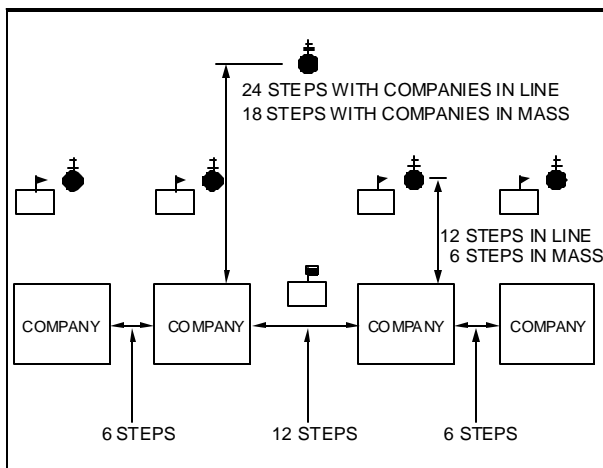 24 STEPS WITH COMPANIES IN LINE
18 STEPS WITH COMPANIES IN MASS
12 STEPS IN LINE
6 STEPS IN MASS
COMPANY COMPANY COMPANY COMPANY
6 STEPS 12 STEPS 6 STEPS